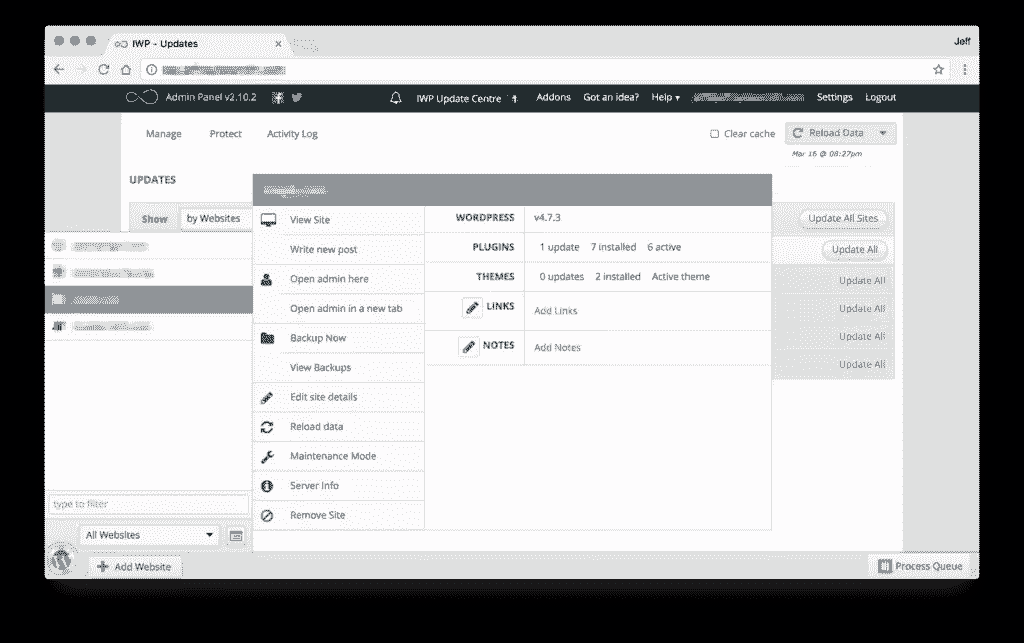 IWP - Updates
Jeff
Admin Panel v2.10.2
IWP Update Centre
Addons
Got an idea?
Help
Settings
Logout
Manage
Protect
Activity Log
Clear cache
Reload Data
Mar 16 @ 08:27pm
UPDATES
Show
by Websites
Update All Sites
Update All
Update All
Update All
Update All
Update All
View Site
Write new post
Open admin here
Open admin in a new tab
Backup Now
View Backups
Edit site details
Reload data
Maintenance Mode
Server Info
Remove Site
WORDPRESS v4.7.3
PLUGINS 1 update 7 installed 6 active
THEMES 0 updates 2 installed Active theme
LINKS Add Links
NOTES Add Notes
type to filter
All Websites
Add Website
Process Queue